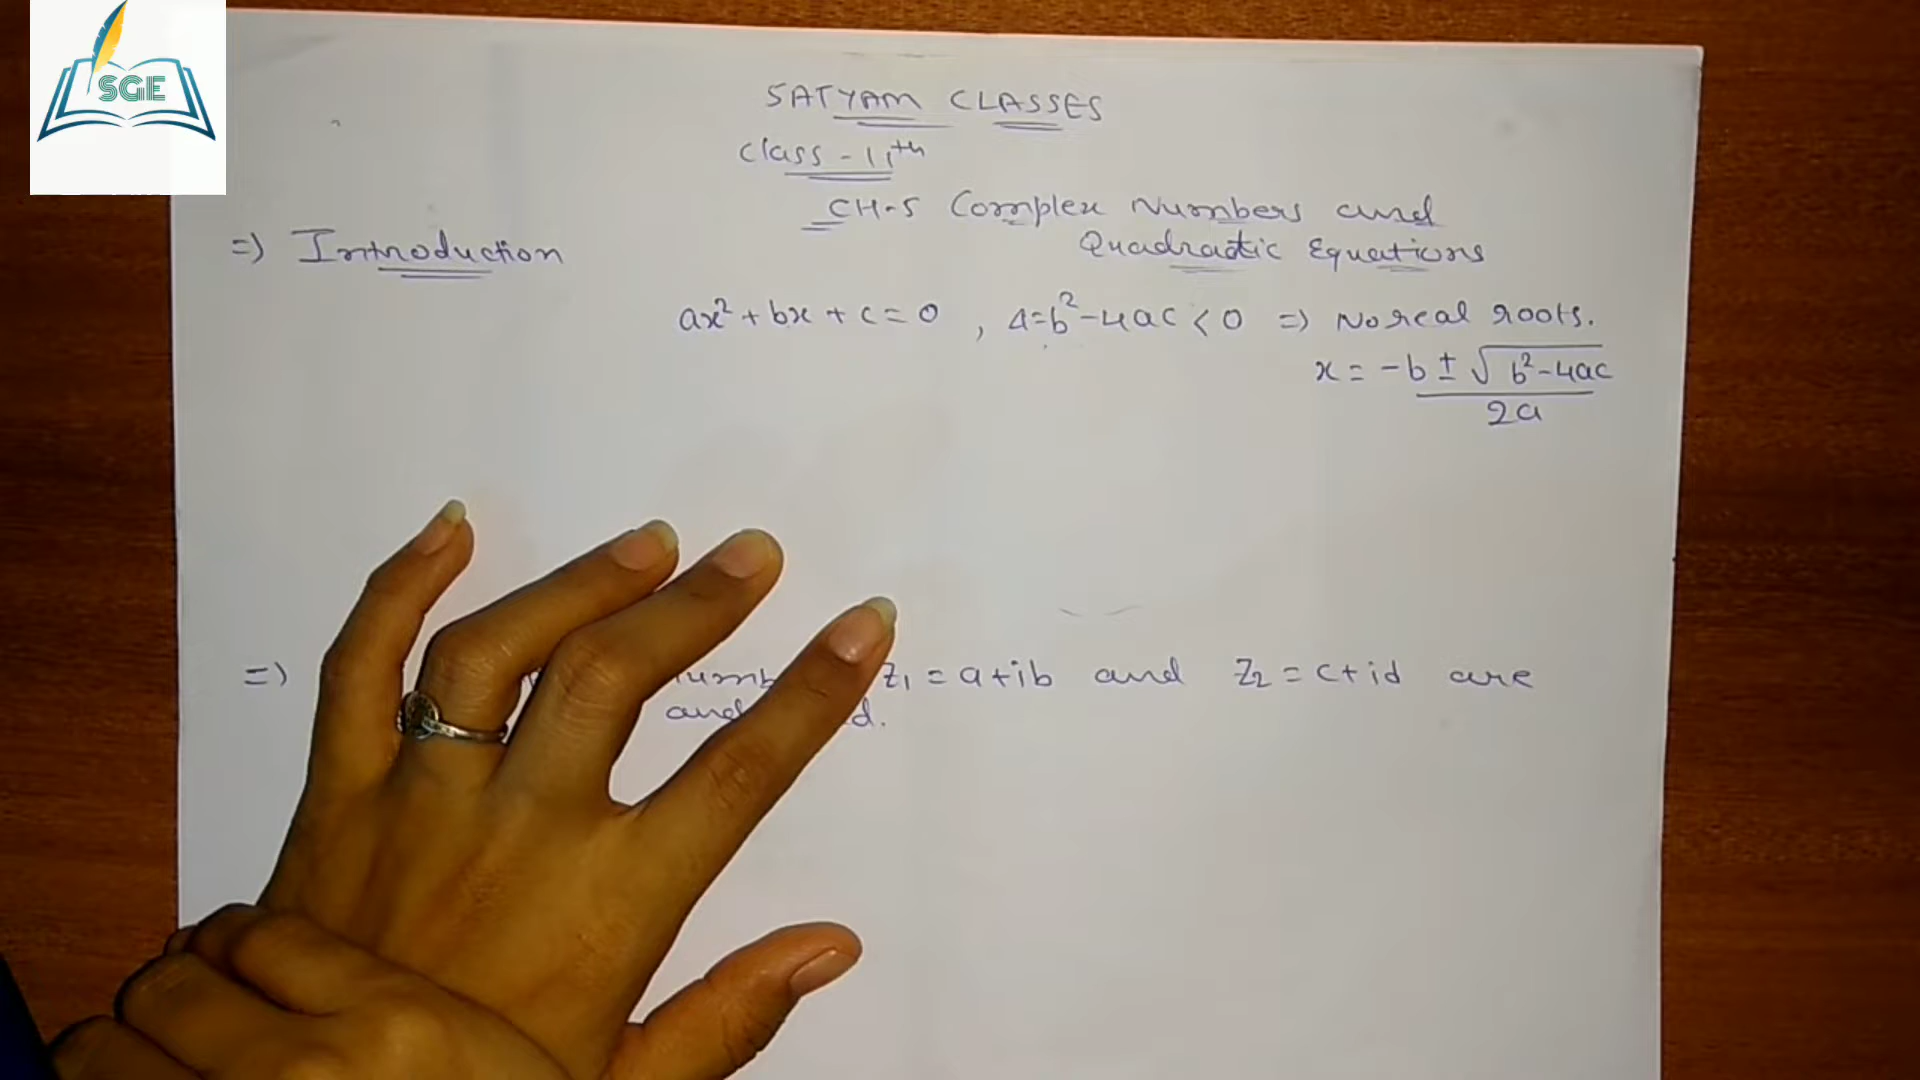 SGE
SATYAM CLASSES
Class - 11th
CH-5 Complex Numbers and
Quadratic Equations
=) Introduction
ax² + bx + c = 0 , Δ=b²-4ac < 0 => No real roots.
x = -b ± √b²-4ac
2a
=) Z₁ = a+ib and Z₂ = c+id are
and d.